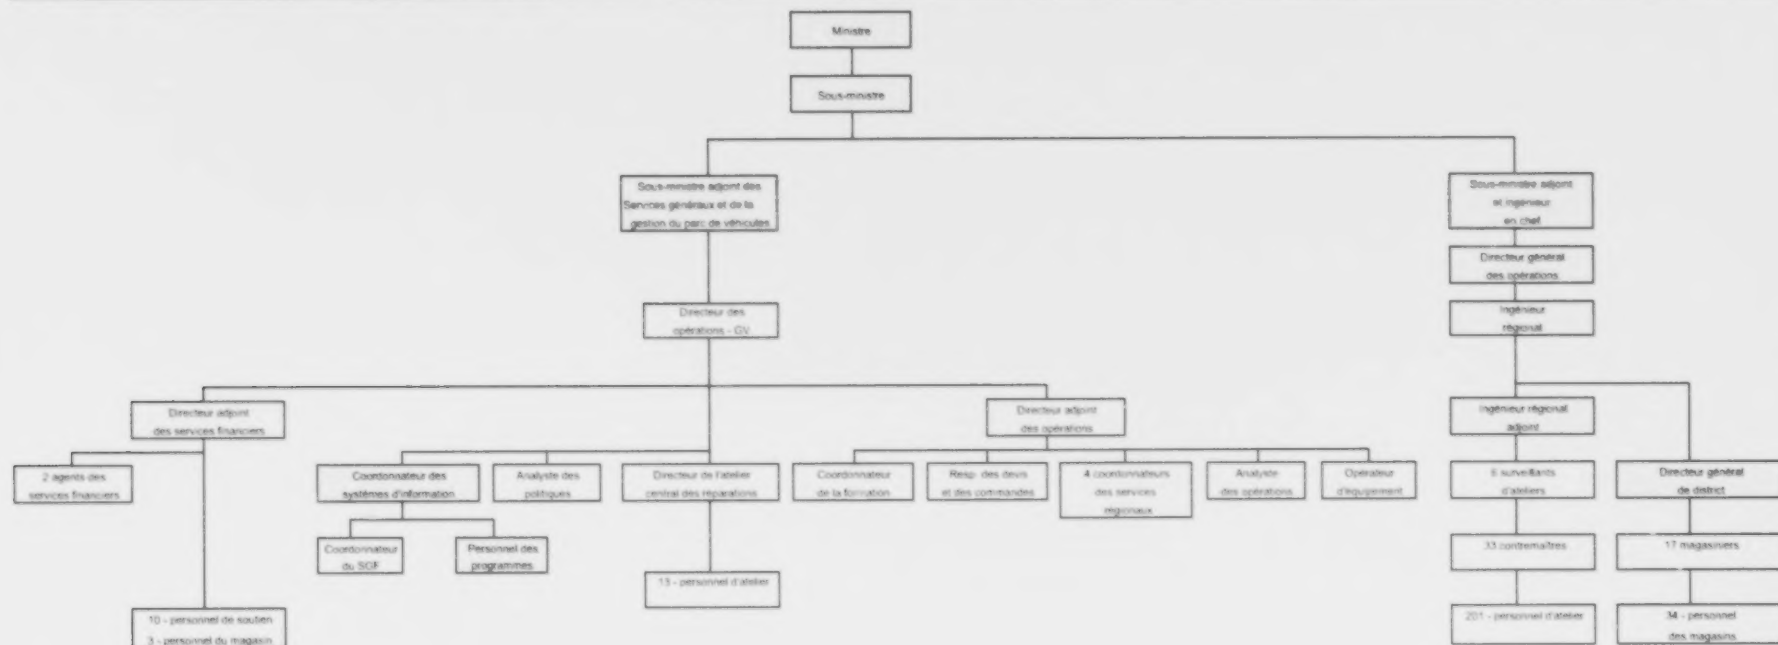 Ministre
Sous-ministre
Sous-ministre adjoint des
Services généraux et de la
gestion du parc de véhicules
Sous-ministre adjoint
et ingénieur
en chef
Directeur général
des opérations
Ingénieur
régional
Directeur des
opérations - GV
Directeur adjoint
des services financiers
Directeur adjoint
des opérations
Ingénieur régional
adjoint
2 agents des
services financiers
Coordonnateur des
systèmes d'information
Analyste des
politiques
Directeur de l'atelier
central des réparations
Coordonnateur
de la formation
Resp. des devis
et des commandes
4 coordonnateurs
des services
régionaux
Analyste
des opérations
Opérateur
d'équipement
6 surveillants
d'ateliers
Directeur général
de district
Coordonnateur
du SGF
Personnel des
programmes
33 contremaîtres
17 magasiniers
13 - personnel d'atelier
10 - personnel de soutien
3 - personnel du magasin
201 - personnel d'atelier
34 - personnel
des magasins